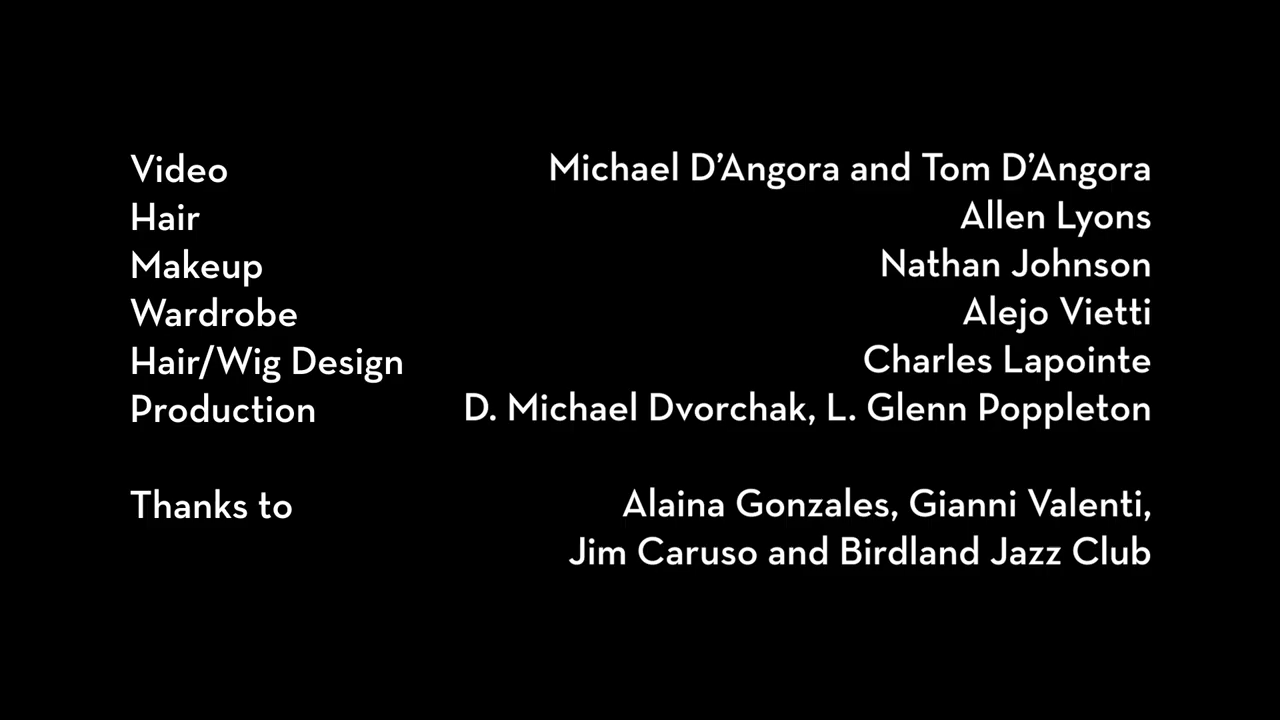 Video Michael D’Angora and Tom D’Angora
Hair Allen Lyons
Makeup Nathan Johnson
Wardrobe Alejo Vietti
Hair/Wig Design Charles Lapointe
Production D. Michael Dvorchak, L. Glenn Poppleton
Thanks to Alaina Gonzales, Gianni Valenti,
Jim Caruso and Birdland Jazz Club